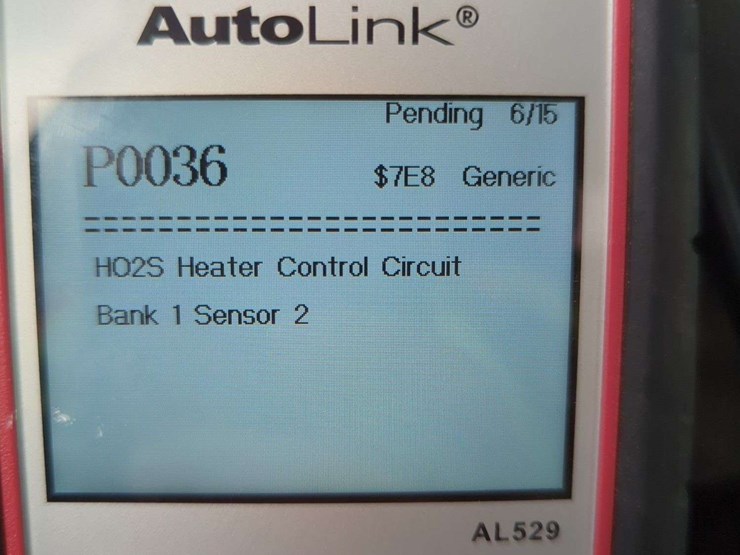 AutoLink®
Pending 6/15
P0036
$7E8 Generic
==============================
HO2S Heater Control Circuit
Bank 1 Sensor 2
AL529